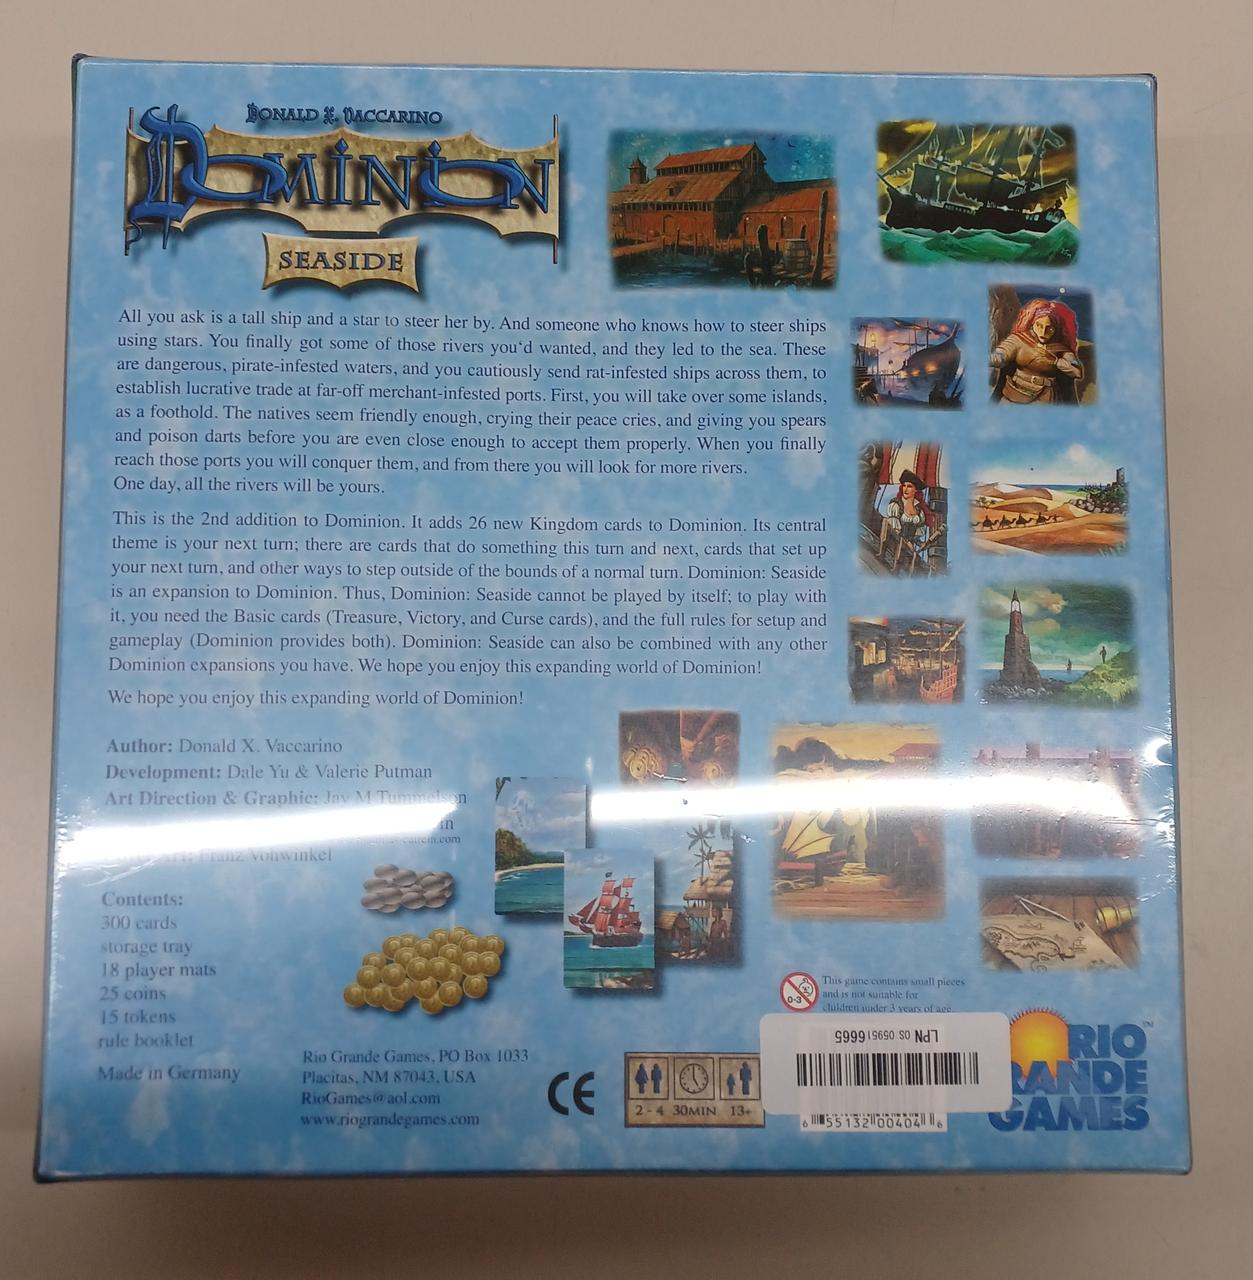 DONALD X. VACCARINO
DOMINION
SEASIDE
All you ask is a tall ship and a star to steer her by. And someone who knows how to steer ships
using stars. You finally got some of those rivers you'd wanted, and they led to the sea. These
are dangerous, pirate-infested waters, and you cautiously send rat-infested ships across them, to
establish lucrative trade at far-off merchant-infested ports. First, you will take over some islands,
as a foothold. The natives seem friendly enough, crying their peace cries, and giving you spears
and poison darts before you are even close enough to accept them properly. When you finally
reach those ports you will conquer them, and from there you will look for more rivers.
One day, all the rivers will be yours.
This is the 2nd addition to Dominion. It adds 26 new Kingdom cards to Dominion. Its central
theme is your next turn; there are cards that do something this turn and next, cards that set up
your next turn, and other ways to step outside of the bounds of a normal turn. Dominion: Seaside
is an expansion to Dominion. Thus, Dominion: Seaside cannot be played by itself; to play with
it, you need the Basic cards (Treasure, Victory, and Curse cards), and the full rules for setup and
gameplay (Dominion provides both). Dominion: Seaside can also be combined with any other
Dominion expansions you have. We hope you enjoy this expanding world of Dominion!
We hope you enjoy this expanding world of Dominion!
Author: Donald X. Vaccarino
Development: Dale Yu & Valerie Putman
Art Direction & Graphic: Jay M Tummelson
Franz Vohwinkel
Contents:
300 cards
storage tray
18 player mats
25 coins
15 tokens
rule booklet
Made in Germany
Rio Grande Games, PO Box 1033
Placitas, NM 87043, USA
RioGames@aol.com
www.riograndegames.com
CE
2 - 4 30MIN 13+
0-3
This game contains small pieces
and is not suitable for
children under 3 years of age.
LPN SO 059516665
6 55132 00404 6
RIO
GRANDE
GAMES™